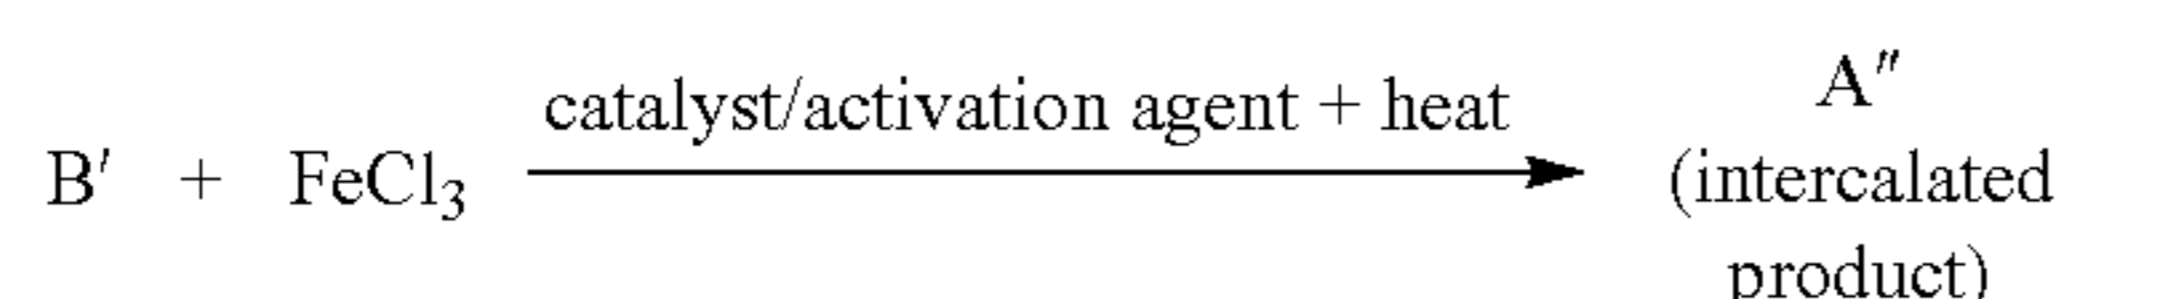 B′ + FeCl₃
catalyst/activation agent + heat
A″
(intercalated
product)